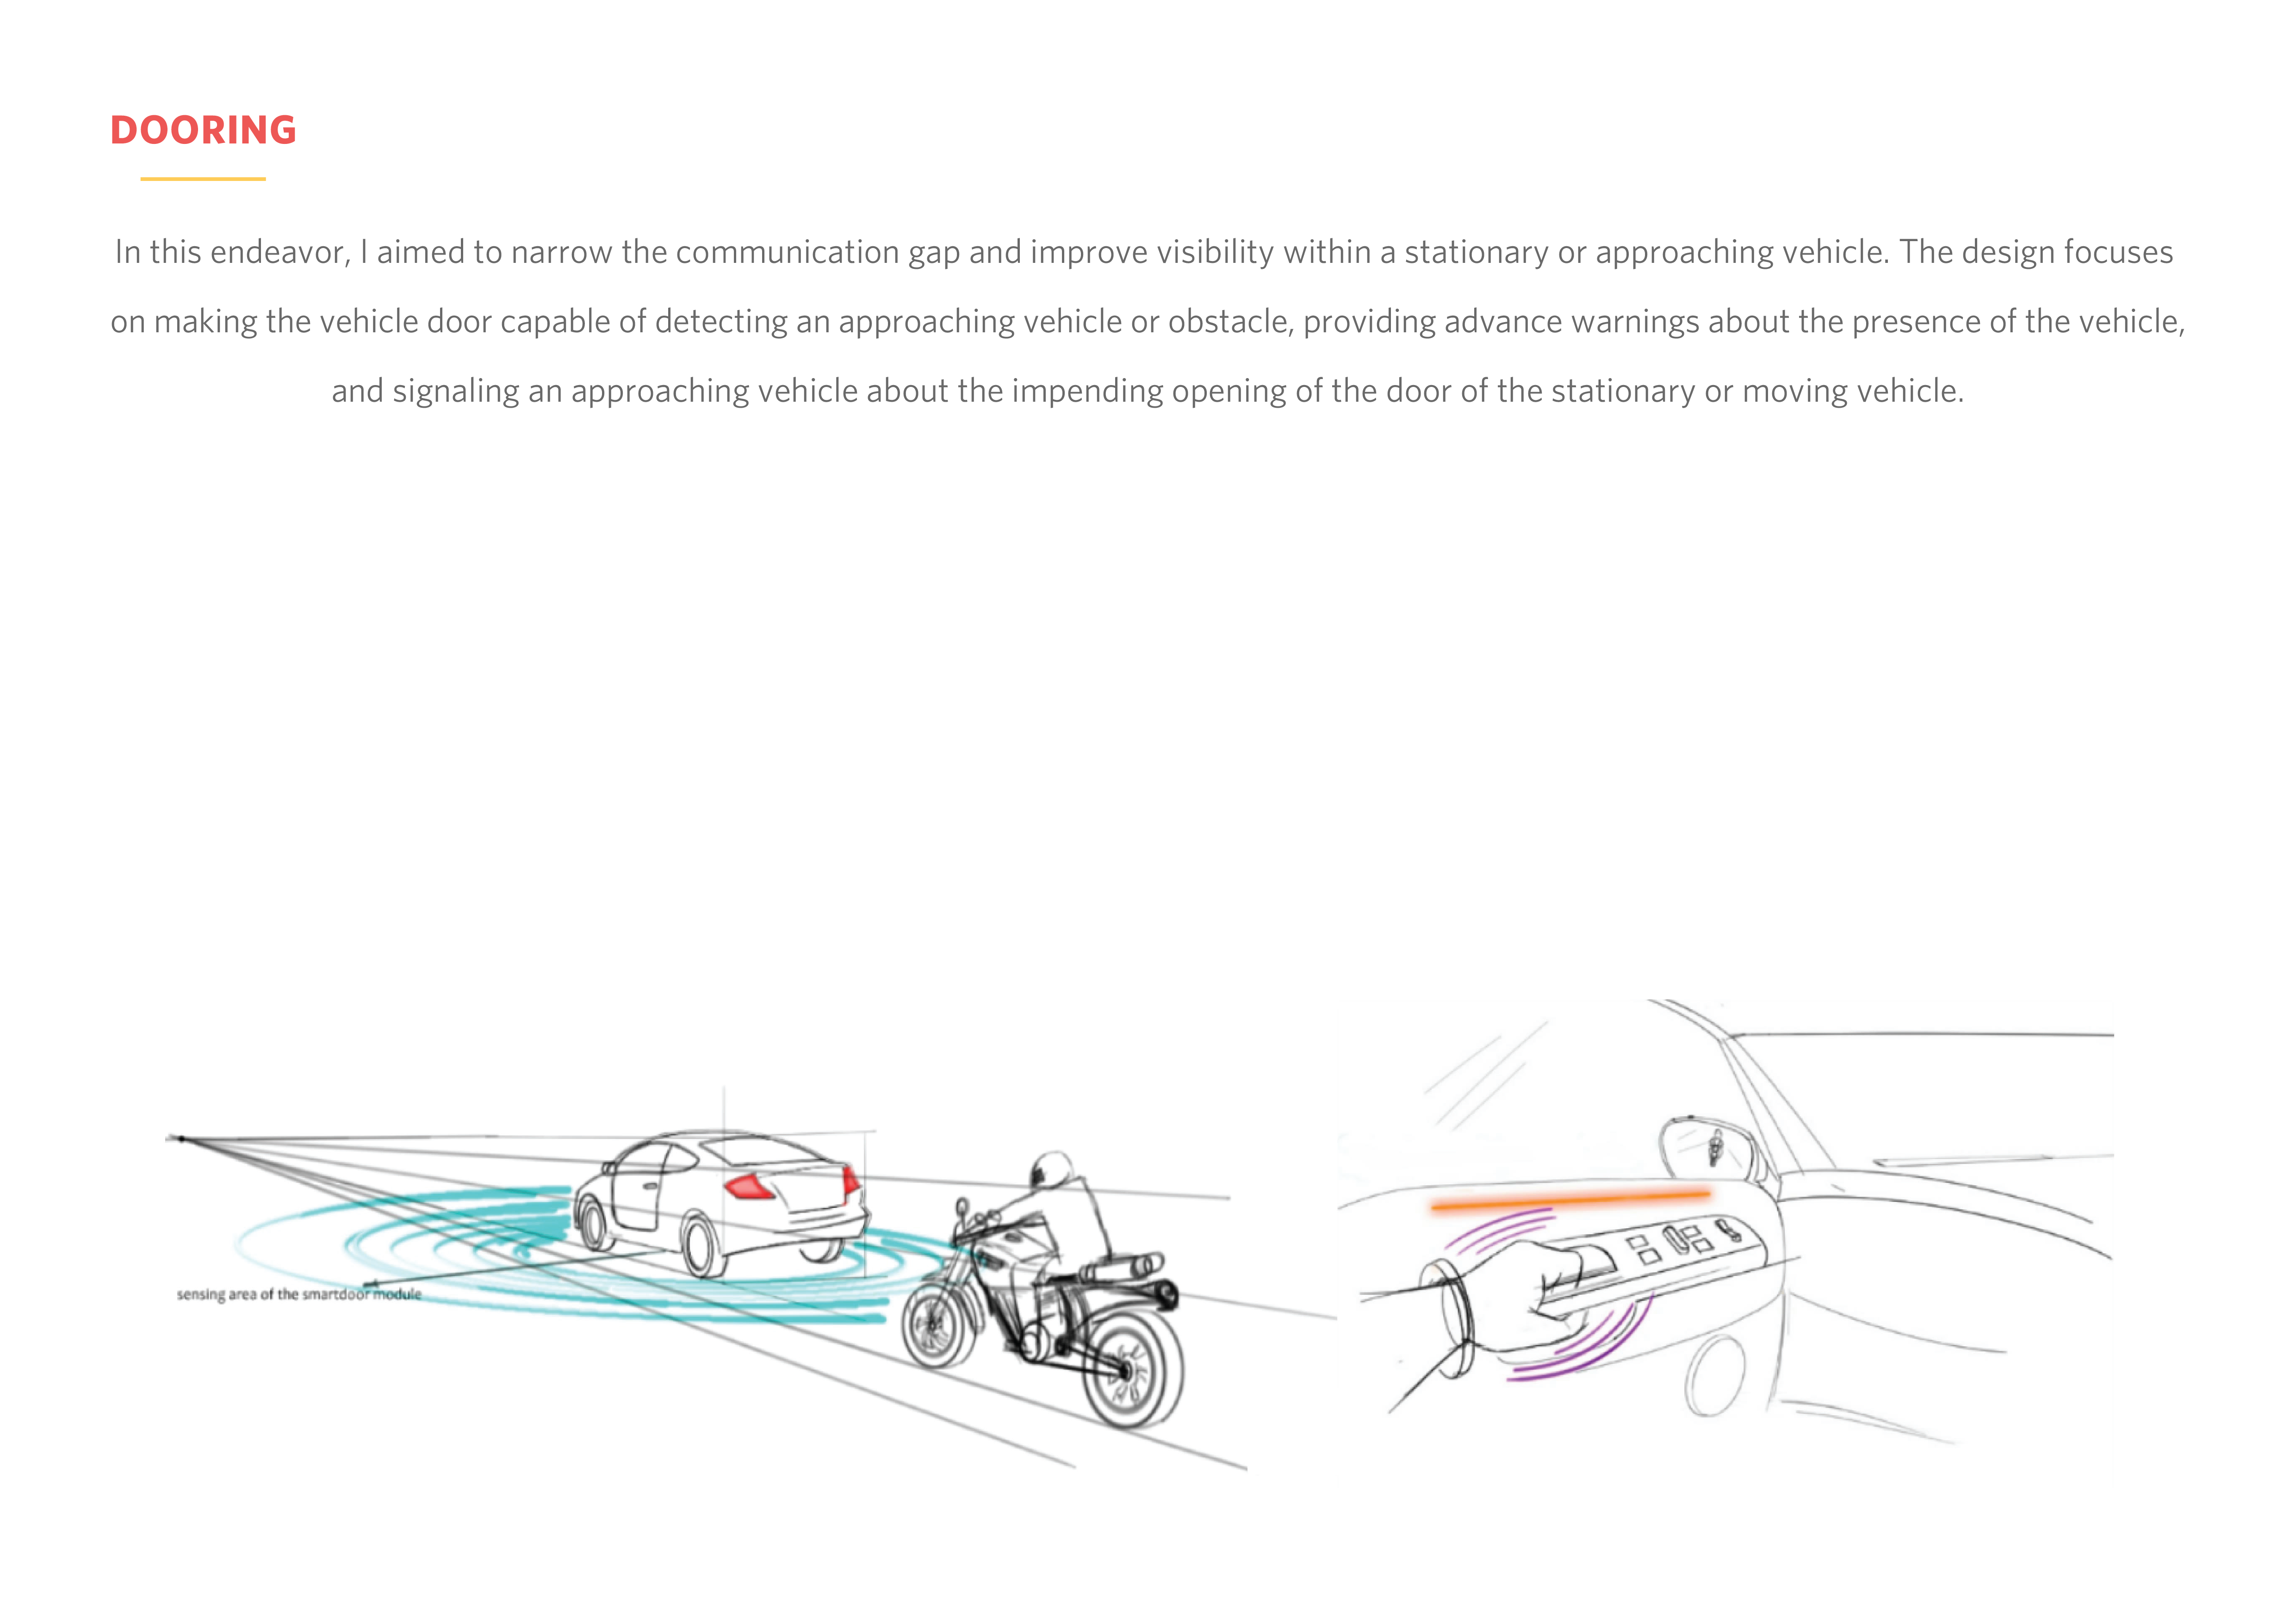 DOORING
In this endeavor, I aimed to narrow the communication gap and improve visibility within a stationary or approaching vehicle. The design focuses
on making the vehicle door capable of detecting an approaching vehicle or obstacle, providing advance warnings about the presence of the vehicle,
and signaling an approaching vehicle about the impending opening of the door of the stationary or moving vehicle.
sensing area of the smartdoor module